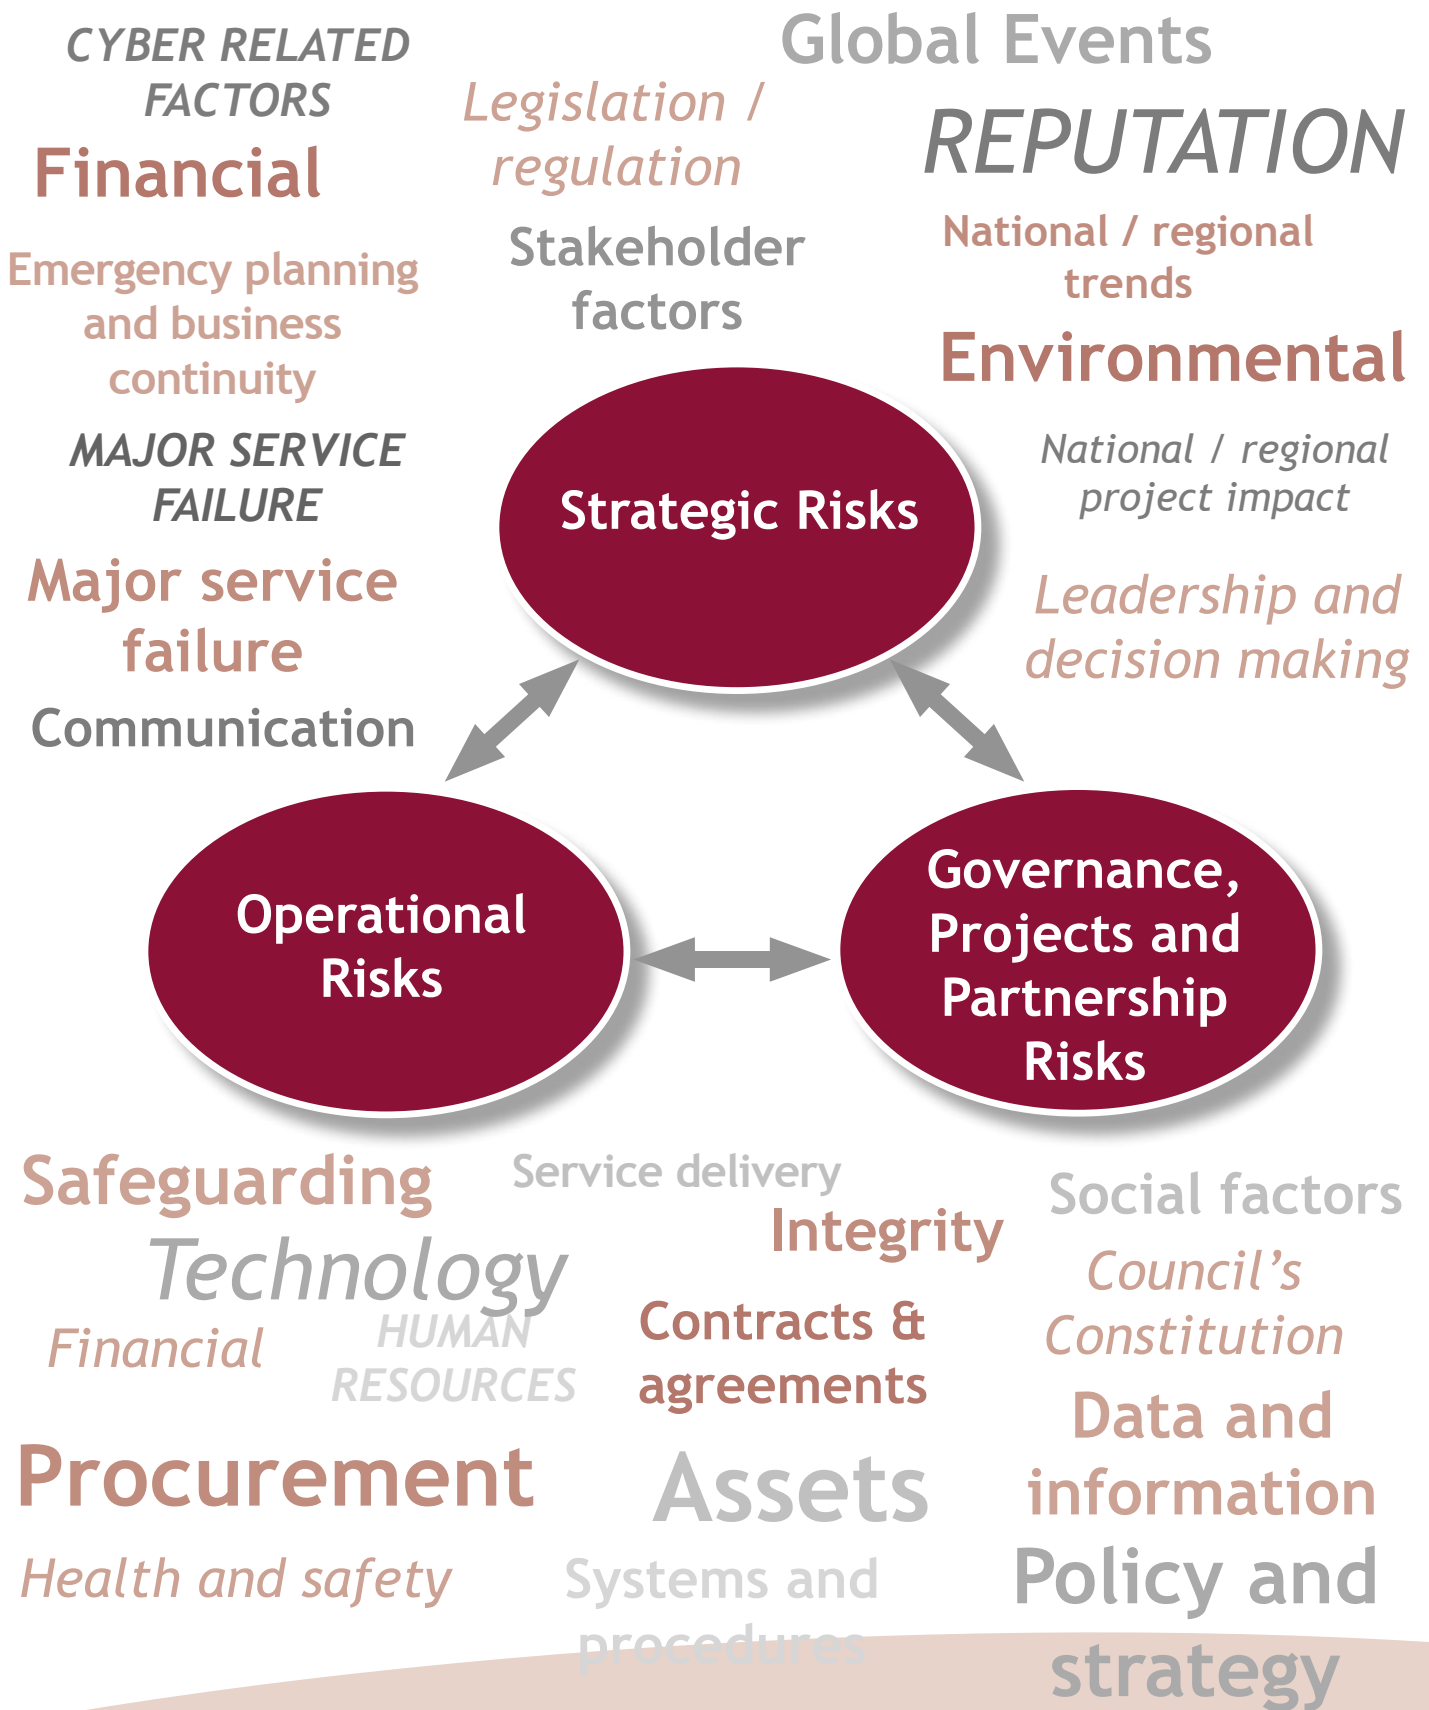 CYBER RELATED
FACTORS
Global Events
Legislation /
regulation
REPUTATION
Financial
Stakeholder
factors
National / regional
trends
Emergency planning
and business
continuity
Environmental
MAJOR SERVICE
FAILURE
National / regional
project impact
Strategic Risks
Major service
failure
Leadership and
decision making
Communication
Operational
Risks
Governance,
Projects and
Partnership
Risks
Safeguarding
Service delivery
Social factors
Integrity
Technology
Council’s
Constitution
Financial
HUMAN
RESOURCES
Contracts &
agreements
Data and
information
Procurement
Assets
Health and safety
Systems and
procedures
Policy and
strategy